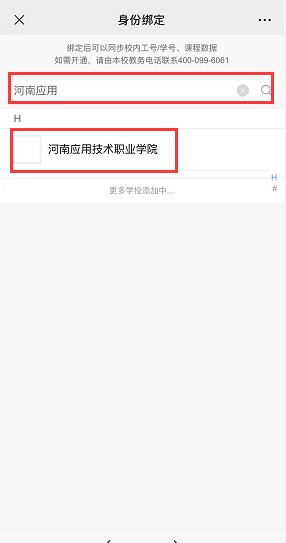 身份绑定
绑定后可以同步校内工号/学号、课程数据
如需开通，请由本校教务电话联系400-099-6061
河南应用
H
河南应用技术职业学院
H
#
更多学校添加中...